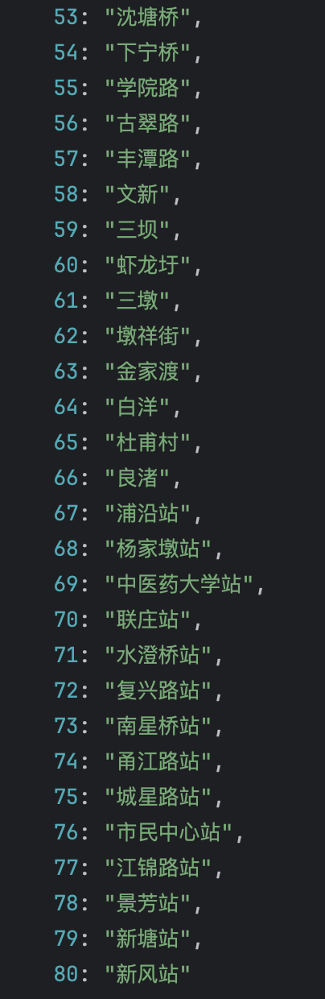 53: "沈塘桥",
54: "下宁桥",
55: "学院路",
56: "古翠路",
57: "丰潭路",
58: "文新",
59: "三坝",
60: "虾龙圩",
61: "三墩",
62: "墩祥街",
63: "金家渡",
64: "白洋",
65: "杜甫村",
66: "良渚",
67: "浦沿站",
68: "杨家墩站",
69: "中医药大学站",
70: "联庄站",
71: "水澄桥站",
72: "复兴路站",
73: "南星桥站",
74: "甬江路站",
75: "城星路站",
76: "市民中心站",
77: "江锦路站",
78: "景芳站",
79: "新塘站",
80: "新风站"